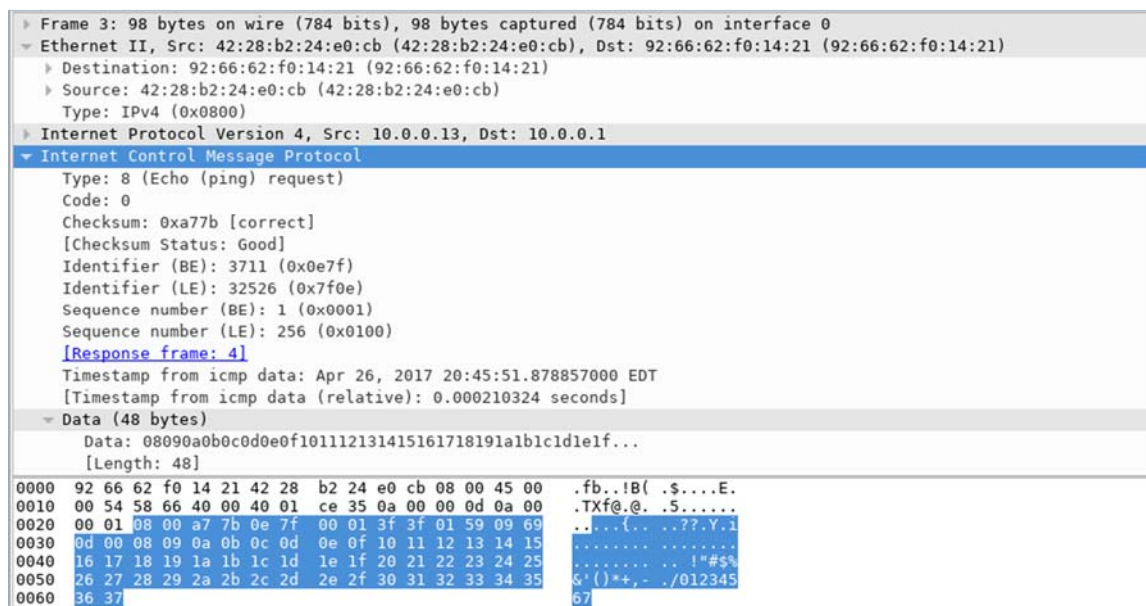 Frame 3: 98 bytes on wire (784 bits), 98 bytes captured (784 bits) on interface 0
Ethernet II, Src: 42:28:b2:24:e0:cb (42:28:b2:24:e0:cb), Dst: 92:66:62:f0:14:21 (92:66:62:f0:14:21)
Destination: 92:66:62:f0:14:21 (92:66:62:f0:14:21)
Source: 42:28:b2:24:e0:cb (42:28:b2:24:e0:cb)
Type: IPv4 (0x0800)
Internet Protocol Version 4, Src: 10.0.0.13, Dst: 10.0.0.1
Internet Control Message Protocol
Type: 8 (Echo (ping) request)
Code: 0
Checksum: 0xa77b [correct]
[Checksum Status: Good]
Identifier (BE): 3711 (0x0e7f)
Identifier (LE): 32526 (0x7f0e)
Sequence number (BE): 1 (0x0001)
Sequence number (LE): 256 (0x0100)
[Response frame: 4]
Timestamp from icmp data: Apr 26, 2017 20:45:51.878857000 EDT
[Timestamp from icmp data (relative): 0.000210324 seconds]
Data (48 bytes)
Data: 08090a0b0c0d0e0f101112131415161718191a1b1c1d1e1f...
[Length: 48]
0000 92 66 62 f0 14 21 42 28 b2 24 e0 cb 08 00 45 00 .fb..!B( .$....E.
0010 00 54 58 66 40 00 40 01 ce 35 0a 00 00 0d 0a 00 .TXf@.@. .5......
0020 00 01 08 00 a7 7b 0e 7f 00 01 3f 3f 01 59 09 69 .....{.. ..??.Y.i
0030 0d 00 08 09 0a 0b 0c 0d 0e 0f 10 11 12 13 14 15 ........ ........
0040 16 17 18 19 1a 1b 1c 1d 1e 1f 20 21 22 23 24 25 ........ .. !"#$%
0050 26 27 28 29 2a 2b 2c 2d 2e 2f 30 31 32 33 34 35 &'()*+,- ./012345
0060 36 37 67